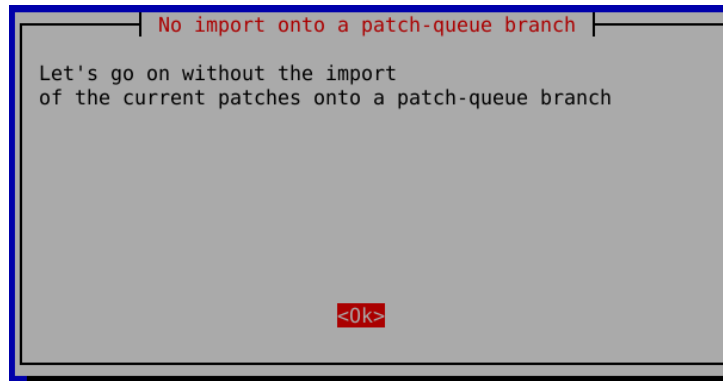 No import onto a patch-queue branch
Let's go on without the import
of the current patches onto a patch-queue branch
<Ok>